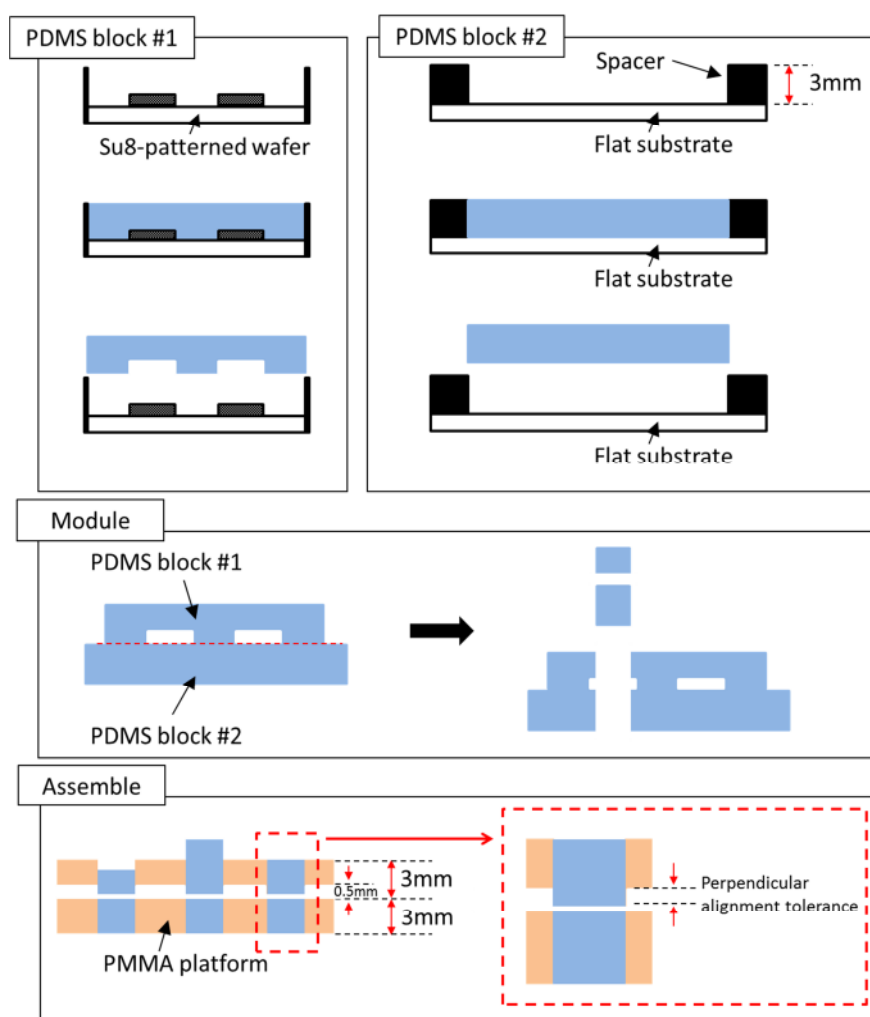 PDMS block #1
Su8-patterned wafer
PDMS block #2
Spacer
3mm
Flat substrate
Flat substrate
Flat substrate
Module
PDMS block #1
PDMS block #2
Assemble
0.5mm
3mm
3mm
PMMA platform
Perpendicular
alignment tolerance